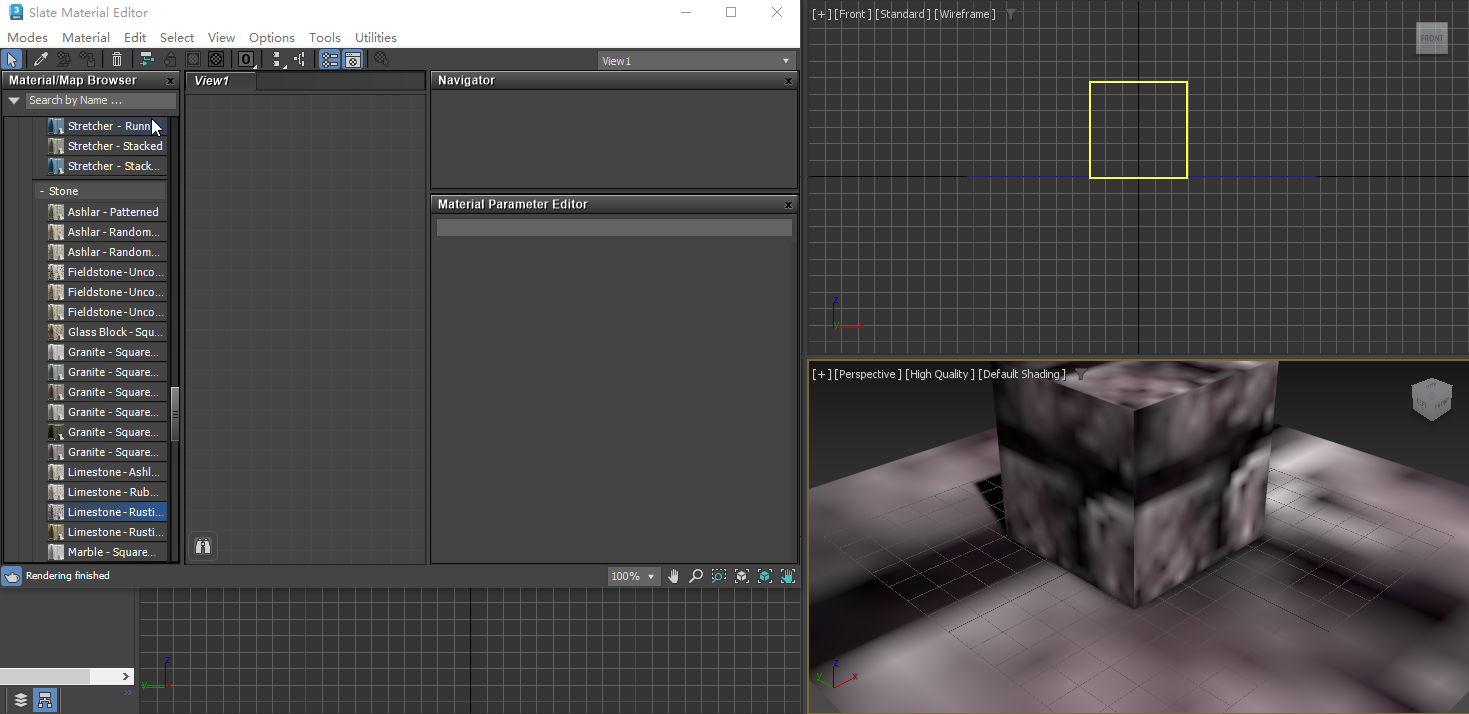 Slate Material Editor
Modes Material Edit Select View Options Tools Utilities
View1
Material/Map Browser x
Search by Name ...
Stretcher - Runn
Stretcher - Stacked
Stretcher - Stack...
- Stone
Ashlar - Patterned
Ashlar - Random...
Ashlar - Random...
Fieldstone - Unco...
Fieldstone - Unco...
Fieldstone - Unco...
Glass Block - Squ...
Granite - Square...
Granite - Square...
Granite - Square...
Granite - Square...
Granite - Square...
Granite - Square...
Limestone - Ashl...
Limestone - Rub...
Limestone - Rusti...
Limestone - Rusti...
Marble - Square...
View1
Navigator x
Material Parameter Editor x
Rendering finished
100%
z
y x
[+] [Front] [Standard] [Wireframe]
FRONT
z
y x
[+] [Perspective] [High Quality] [Default Shading]
LEFT FRONT
z
y x